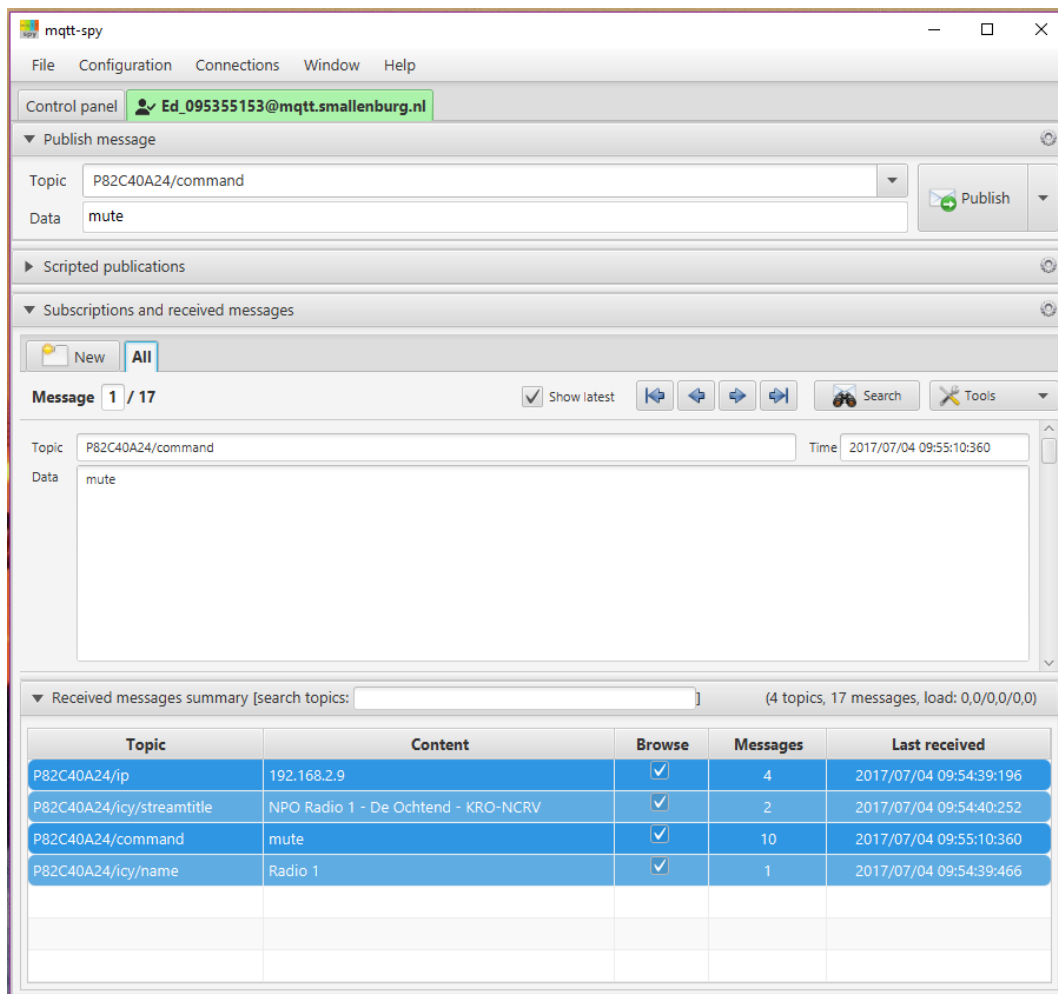 mqtt-spy
File Configuration Connections Window Help
Control panel Ed_095355153@mqtt.smallenburg.nl
Publish message
Topic P82C40A24/command
Publish
Data mute
Scripted publications
Subscriptions and received messages
New All
Message 1 / 17 Show latest Search Tools
Topic P82C40A24/command Time 2017/07/04 09:55:10:360
Data mute
Received messages summary [search topics: ] (4 topics, 17 messages, load: 0,0/0,0/0,0)
Topic Content Browse Messages Last received
P82C40A24/ip 192.168.2.9 4 2017/07/04 09:54:39:196
P82C40A24/icy/streamtitle NPO Radio 1 - De Ochtend - KRO-NCRV 2 2017/07/04 09:54:40:252
P82C40A24/command mute 10 2017/07/04 09:55:10:360
P82C40A24/icy/name Radio 1 1 2017/07/04 09:54:39:466